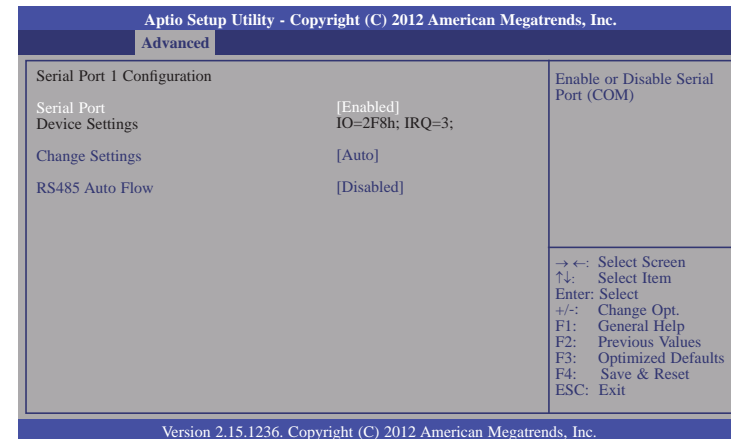 Aptio Setup Utility - Copyright (C) 2012 American Megatrends, Inc.
Advanced
Serial Port 1 Configuration
Serial Port [Enabled]
Device Settings IO=2F8h; IRQ=3;
Change Settings [Auto]
RS485 Auto Flow [Disabled]
Enable or Disable Serial
Port (COM)
→←: Select Screen
↑↓: Select Item
Enter: Select
+/-: Change Opt.
F1: General Help
F2: Previous Values
F3: Optimized Defaults
F4: Save & Reset
ESC: Exit
Version 2.15.1236. Copyright (C) 2012 American Megatrends, Inc.